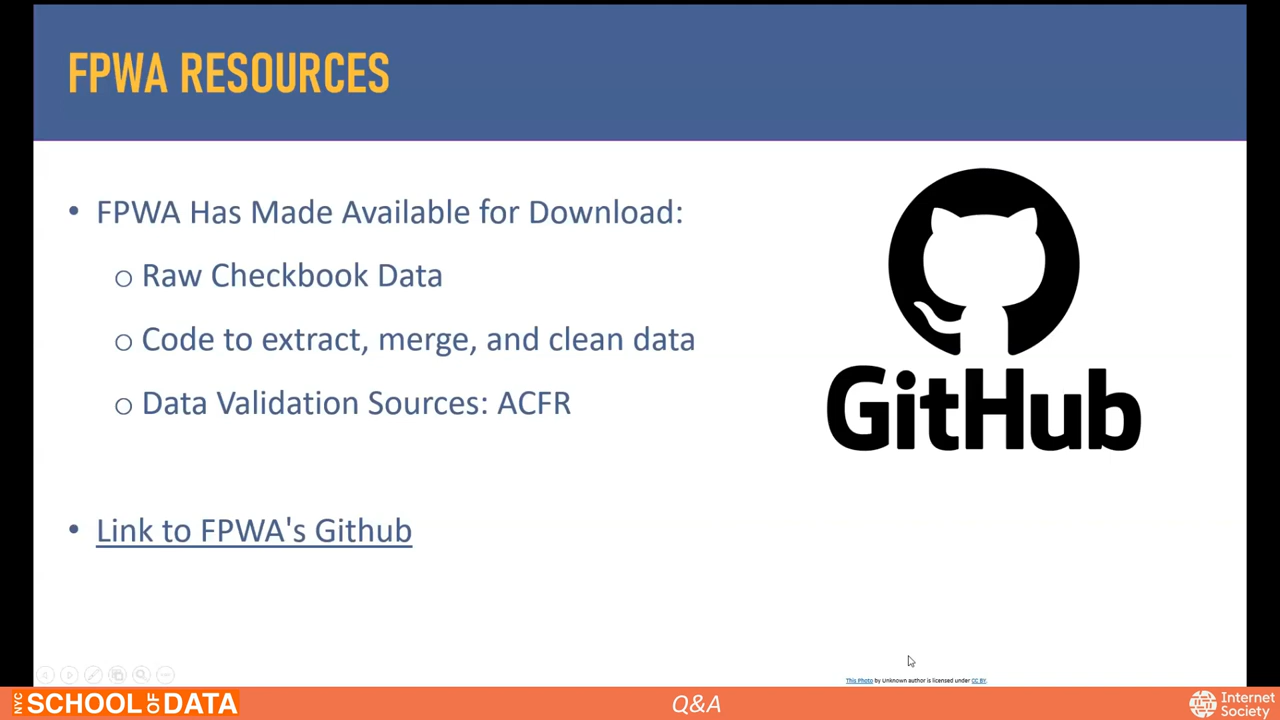 FPWA RESOURCES
• FPWA Has Made Available for Download:
o Raw Checkbook Data
o Code to extract, merge, and clean data
o Data Validation Sources: ACFR
• Link to FPWA's Github
GitHub
This Photo by Unknown author is licensed under CC BY.
NYC SCHOOL OF DATA
Q&A
Internet
Society